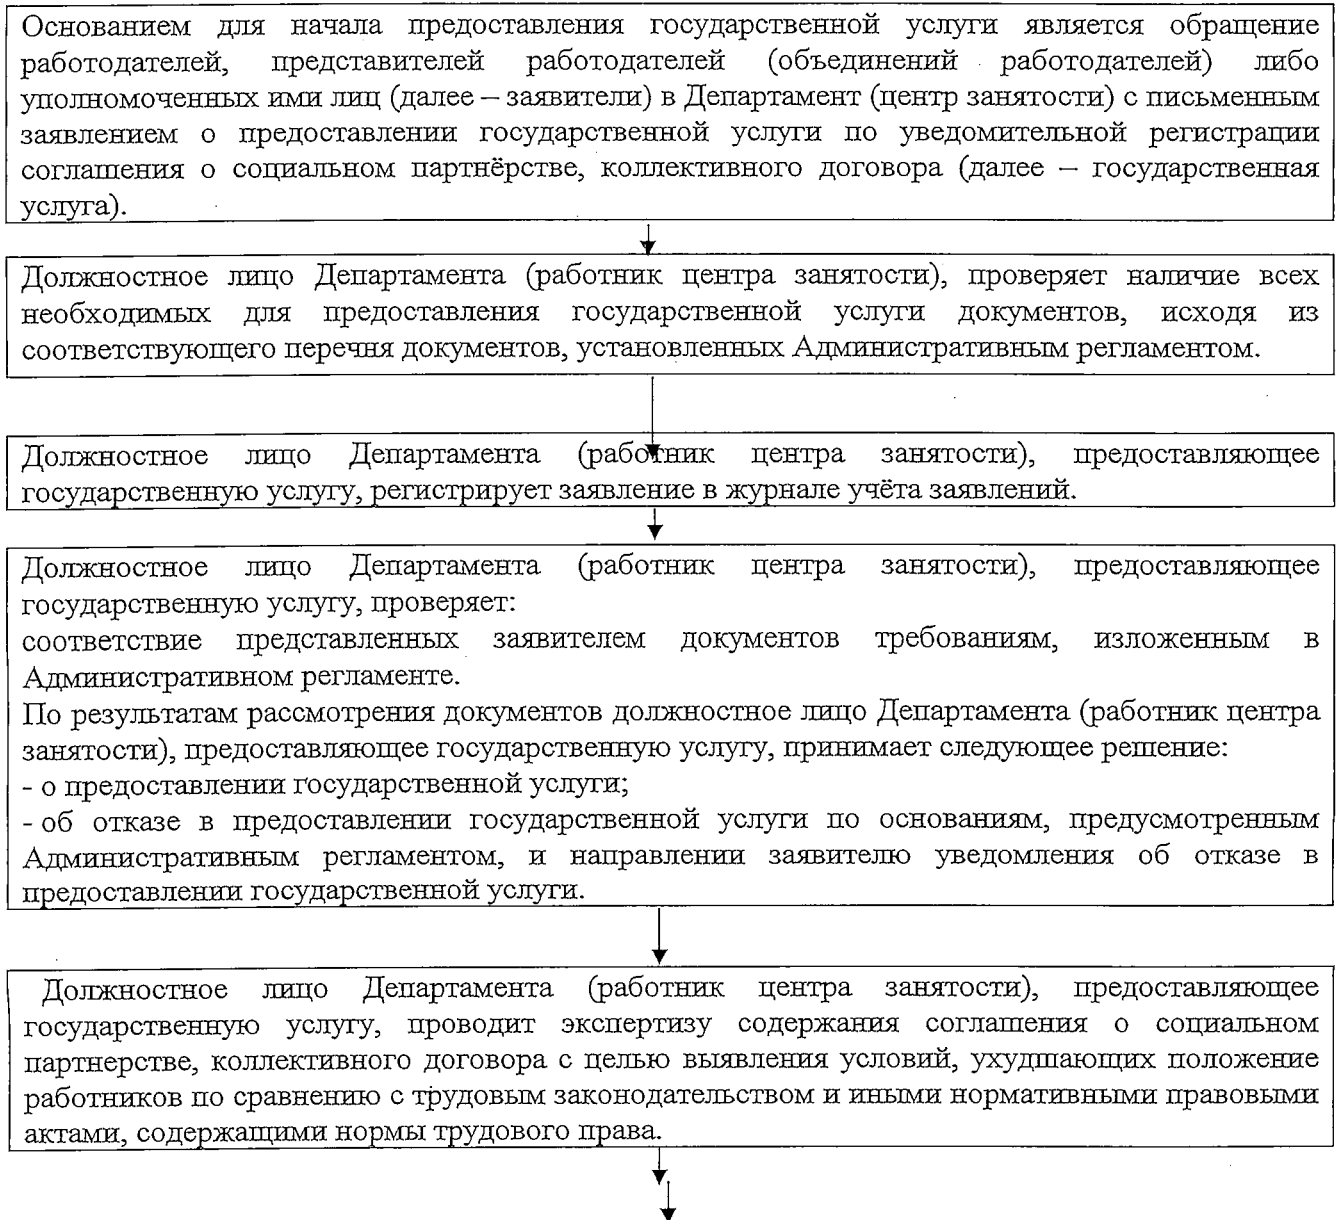 Основанием для начала предоставления государственной услуги является обращение
работодателей, представителей работодателей (объединений работодателей) либо
уполномоченных ими лиц (далее – заявители) в Департамент (центр занятости) с письменным
заявлением о предоставлении государственной услуги по уведомительной регистрации
соглашения о социальном партнёрстве, коллективного договора (далее – государственная
услуга).
Должностное лицо Департамента (работник центра занятости), проверяет наличие всех
необходимых для предоставления государственной услуги документов, исходя из
соответствующего перечня документов, установленных Административным регламентом.
Должностное лицо Департамента (работник центра занятости), предоставляющее
государственную услугу, регистрирует заявление в журнале учёта заявлений.
Должностное лицо Департамента (работник центра занятости), предоставляющее
государственную услугу, проверяет:
соответствие представленных заявителем документов требованиям, изложенным в
Административном регламенте.
По результатам рассмотрения документов должностное лицо Департамента (работник центра
занятости), предоставляющее государственную услугу, принимает следующее решение:
- о предоставлении государственной услуги;
- об отказе в предоставлении государственной услуги по основаниям, предусмотренным
Административным регламентом, и направлении заявителю уведомления об отказе в
предоставлении государственной услуги.
Должностное лицо Департамента (работник центра занятости), предоставляющее
государственную услугу, проводит экспертизу содержания соглашения о социальном
партнерстве, коллективного договора с целью выявления условий, ухудшающих положение
работников по сравнению с трудовым законодательством и иными нормативными правовыми
актами, содержащими нормы трудового права.